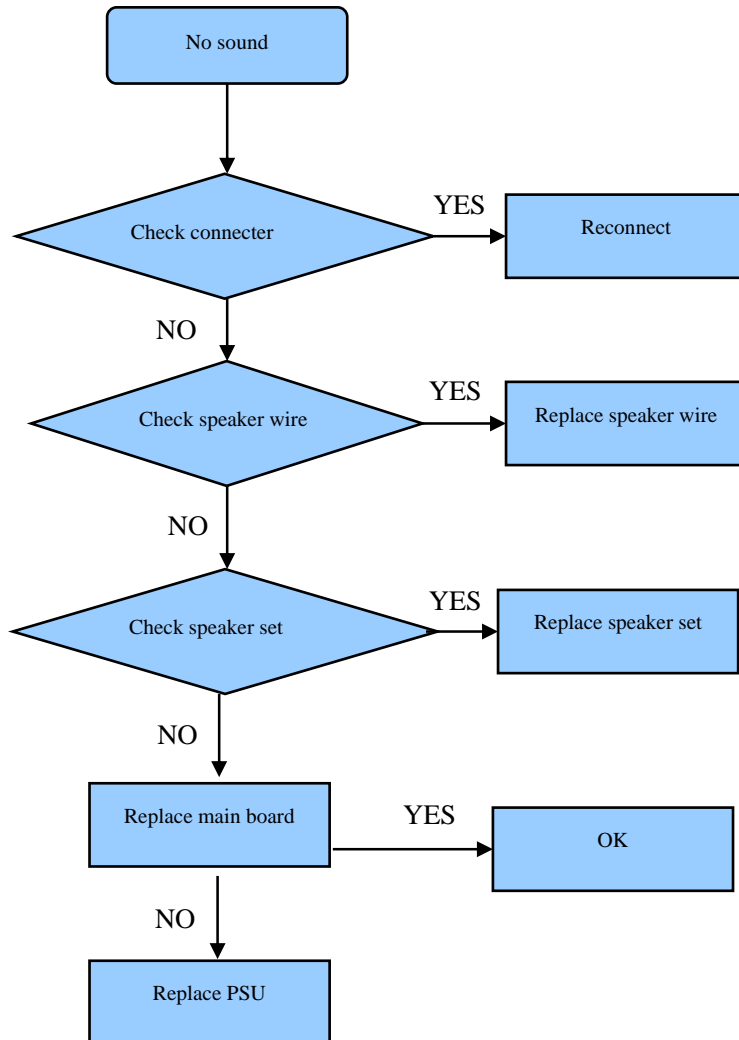 No sound
YES
Check connecter
Reconnect
NO
YES
Check speaker wire
Replace speaker wire
NO
YES
Check speaker set
Replace speaker set
NO
Replace main board
YES
OK
NO
Replace PSU